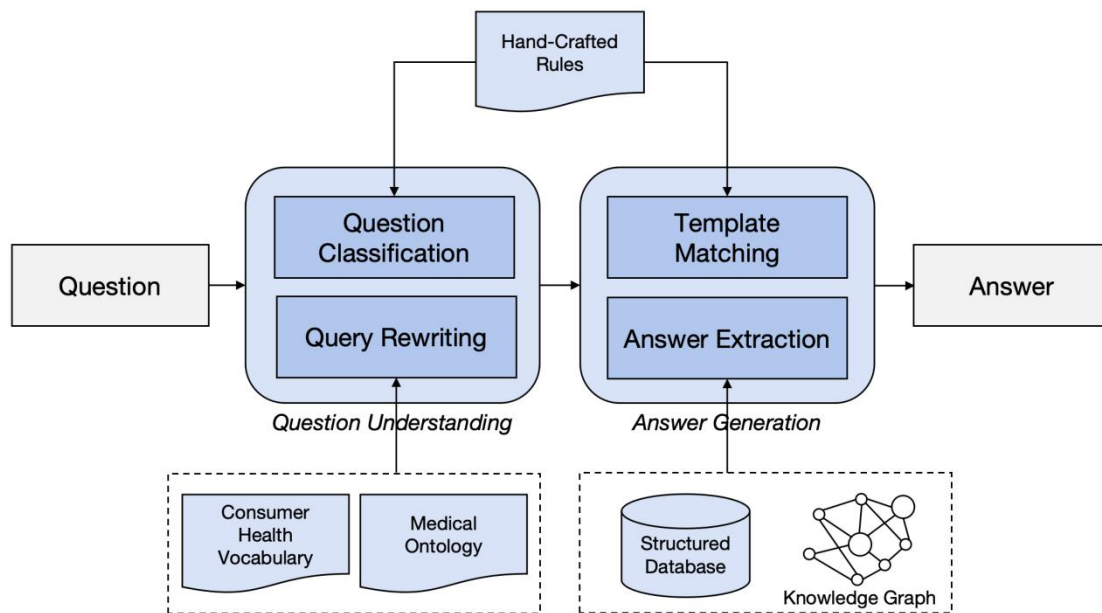 Hand-Crafted
Rules
Question
Classification
Template
Matching
Question
Answer
Query Rewriting
Answer Extraction
Question Understanding
Answer Generation
Consumer
Health
Vocabulary
Medical
Ontology
Structured
Database
Knowledge Graph